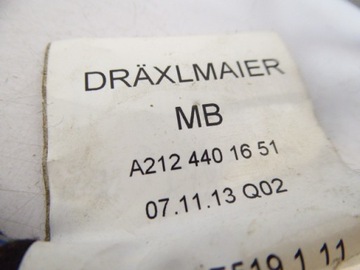 DRÄXLMAIER
MB
A212 440 16 51
07.11.13 Q02